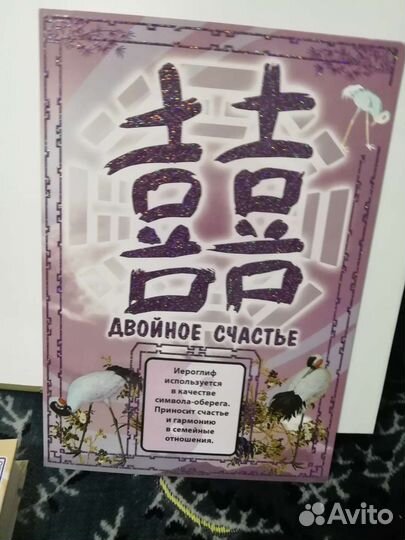 囍
ДВОЙНОЕ СЧАСТЬЕ
Иероглиф
используется
в качестве
символа-оберега.
Приносит счастье
и гармонию
в семейные
отношения.
Avito